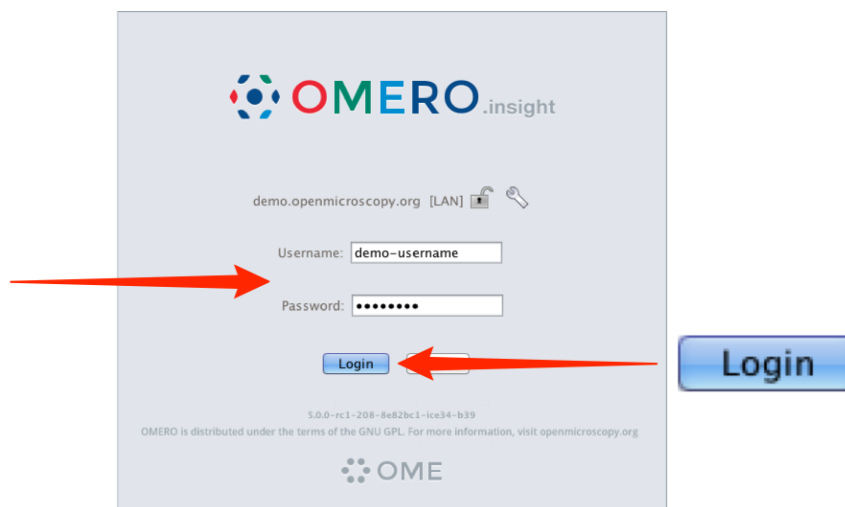 OMERO.insight
demo.openmicroscopy.org [LAN]
Username: demo-username
Password: ••••••••
Login
Login
5.0.0-rc1-208-8e82bc1-ice34-b39
OMERO is distributed under the terms of the GNU GPL. For more information, visit openmicroscopy.org
OME